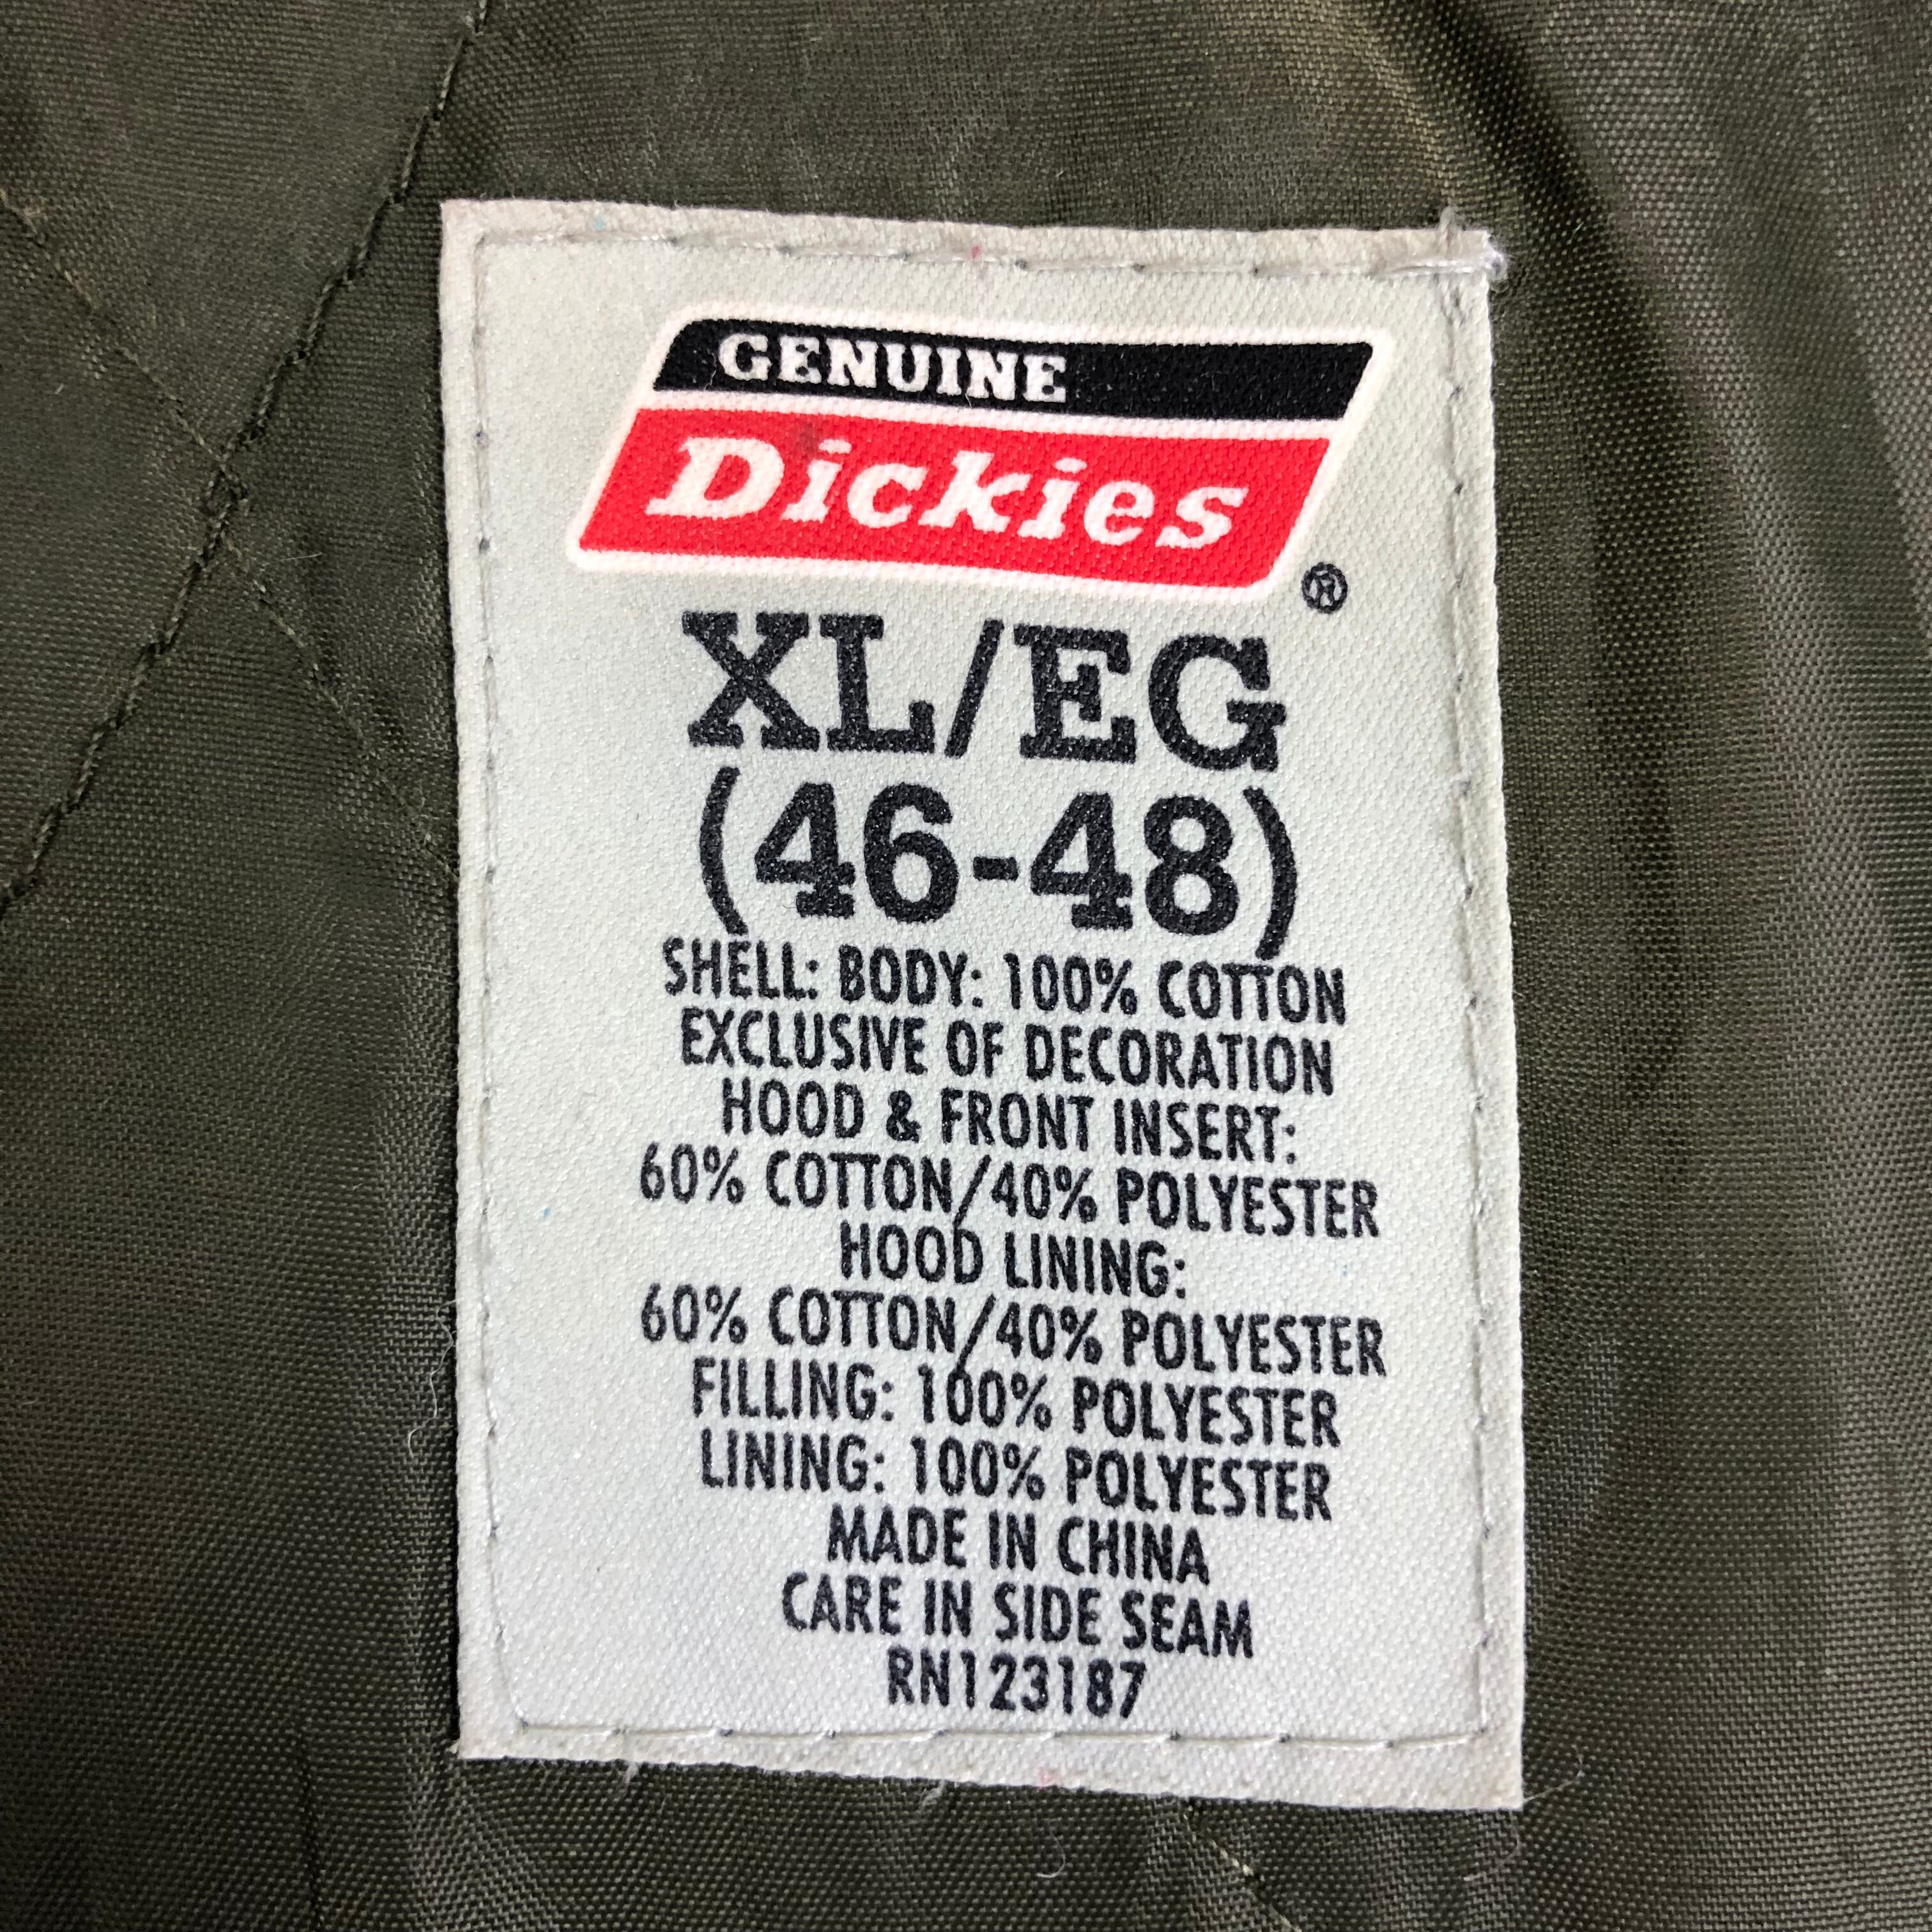 GENUINE
Dickies
®
XL/EG
(46-48)
SHELL: BODY: 100% COTTON
EXCLUSIVE OF DECORATION
HOOD & FRONT INSERT:
60% COTTON/40% POLYESTER
HOOD LINING:
60% COTTON/40% POLYESTER
FILLING: 100% POLYESTER
LINING: 100% POLYESTER
MADE IN CHINA
CARE IN SIDE SEAM
RN123187